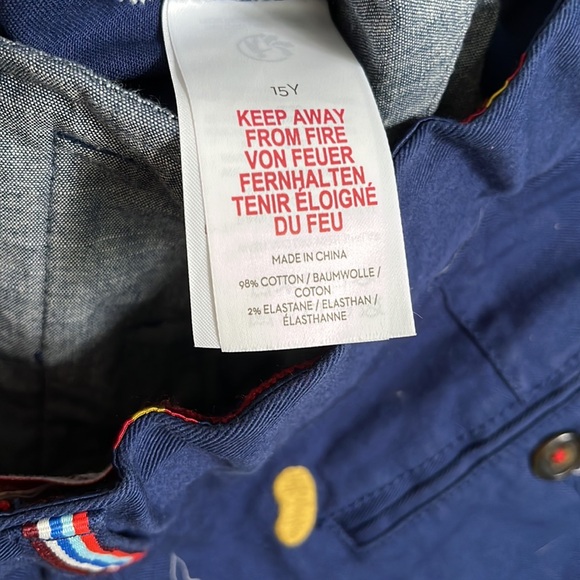 15Y
KEEP AWAY
FROM FIRE
VON FEUER
FERNHALTEN
TENIR ÉLOIGNÉ
DU FEU
MADE IN CHINA
98% COTTON / BAUMWOLLE /
COTON
2% ELASTANE / ELASTHAN /
ÉLASTHANNE